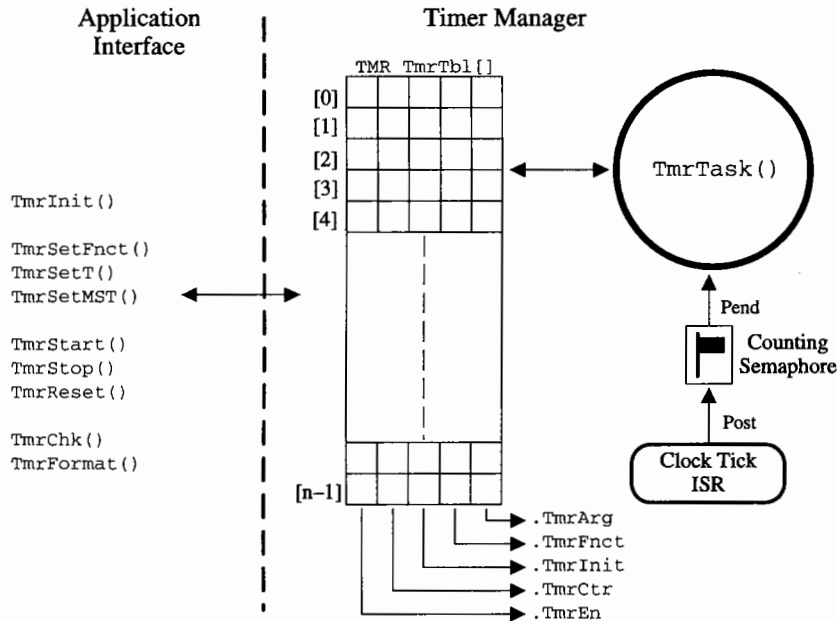 Application
Interface
Timer Manager
TMR TmrTbl[]
[0]
[1]
[2]
[3]
[4]
[n-1]
TmrInit()
TmrSetFnct()
TmrSetT()
TmrSetMST()
TmrStart()
TmrStop()
TmrReset()
TmrChk()
TmrFormat()
TmrTask()
Pend
Counting
Semaphore
Post
Clock Tick
ISR
.TmrArg
.TmrFnct
.TmrInit
.TmrCtr
.TmrEn